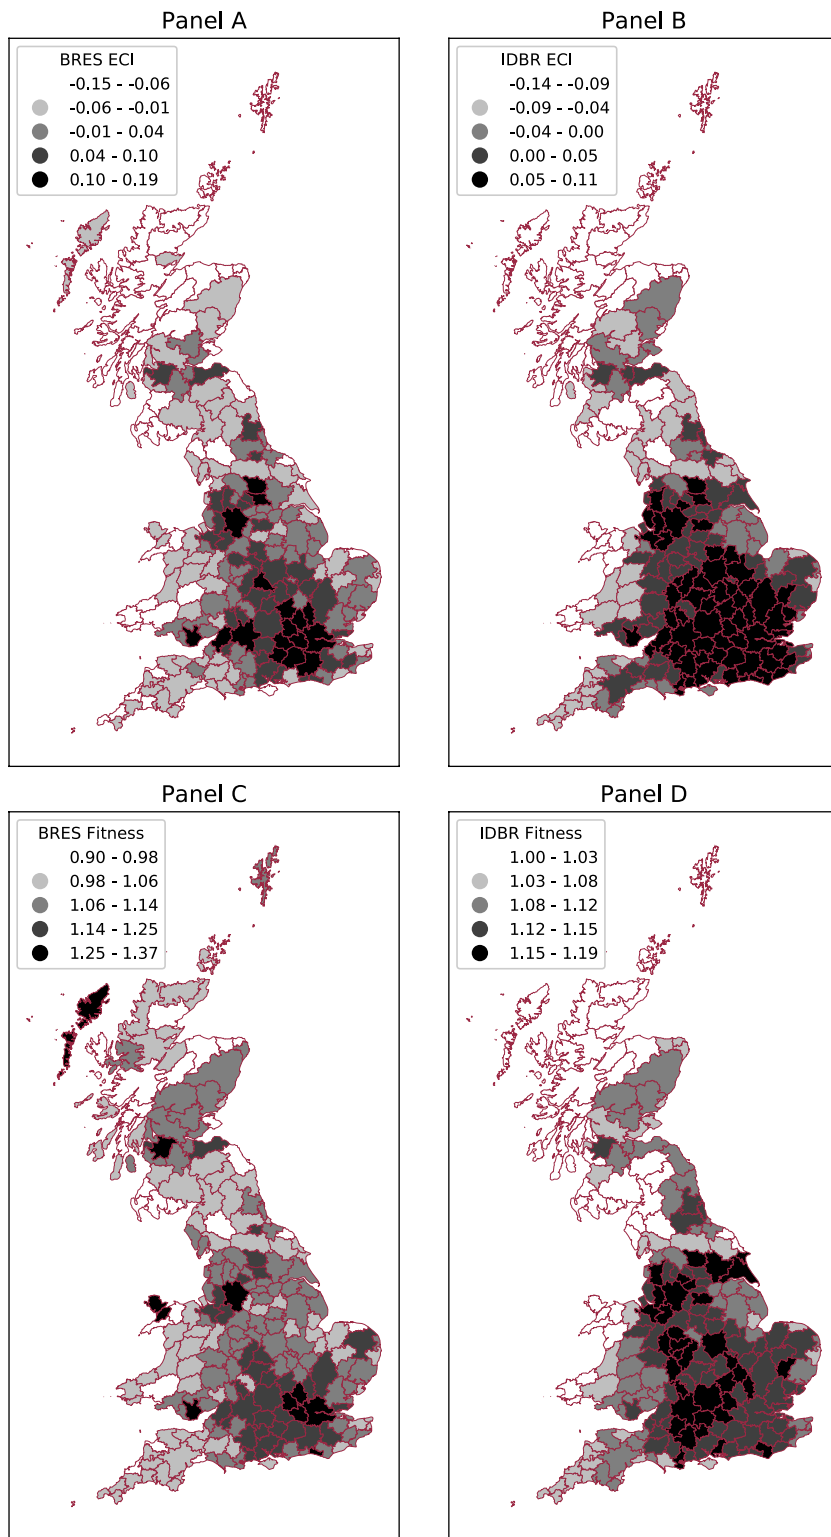 Panel A
BRES ECI
-0.15 - -0.06
-0.06 - -0.01
-0.01 - 0.04
0.04 - 0.10
0.10 - 0.19
Panel B
IDBR ECI
-0.14 - -0.09
-0.09 - -0.04
-0.04 - 0.00
0.00 - 0.05
0.05 - 0.11
Panel C
BRES Fitness
0.90 - 0.98
0.98 - 1.06
1.06 - 1.14
1.14 - 1.25
1.25 - 1.37
Panel D
IDBR Fitness
1.00 - 1.03
1.03 - 1.08
1.08 - 1.12
1.12 - 1.15
1.15 - 1.19